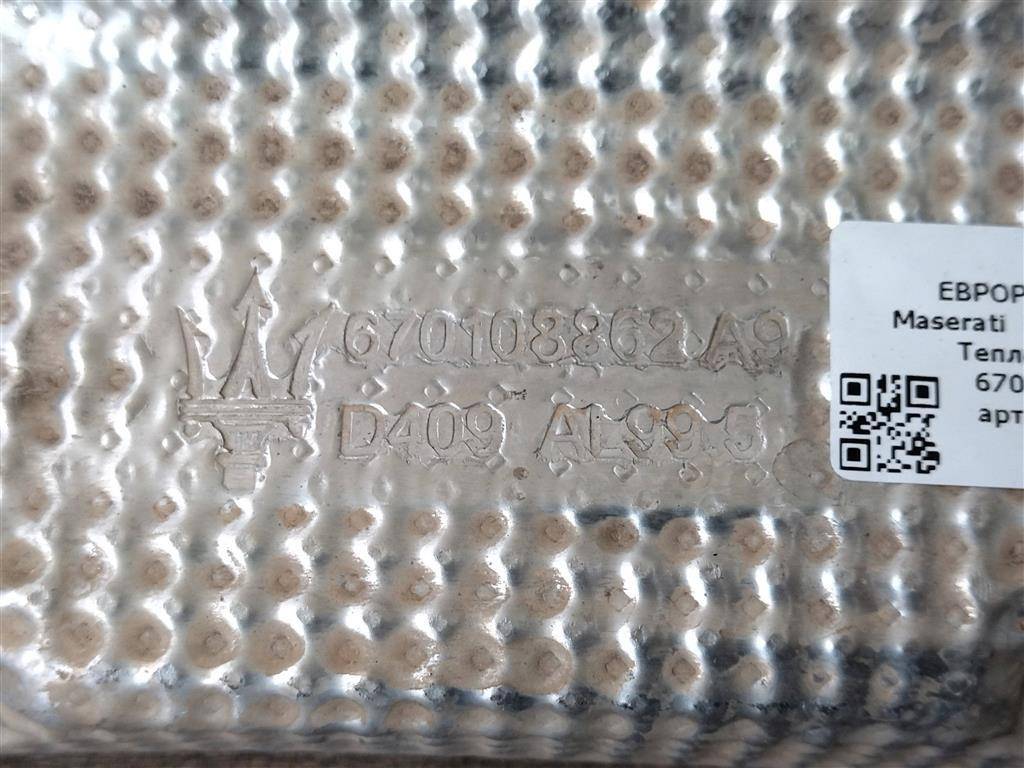 670108862 A9
D409 AL99.5
ЕВРОР
Maserati
Тепл
670
арт